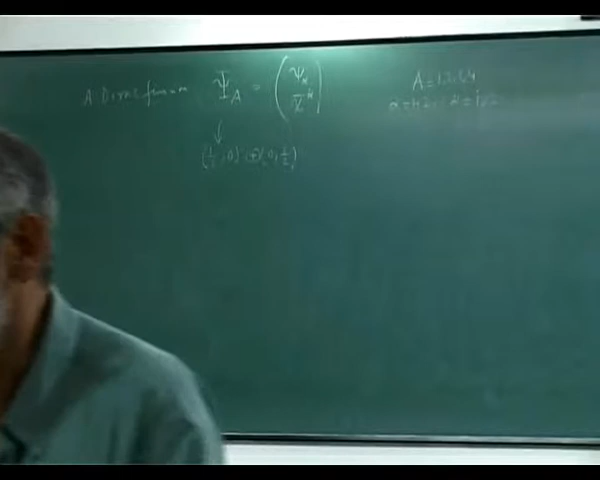 A Dirac fermion Ψ_A = ( ψ_α
χ̄^α̇ )
A = 1,2,3,4
α = 1,2 , α̇ = 1,2
↓
(1/2, 0) ⊕ (0, 1/2)